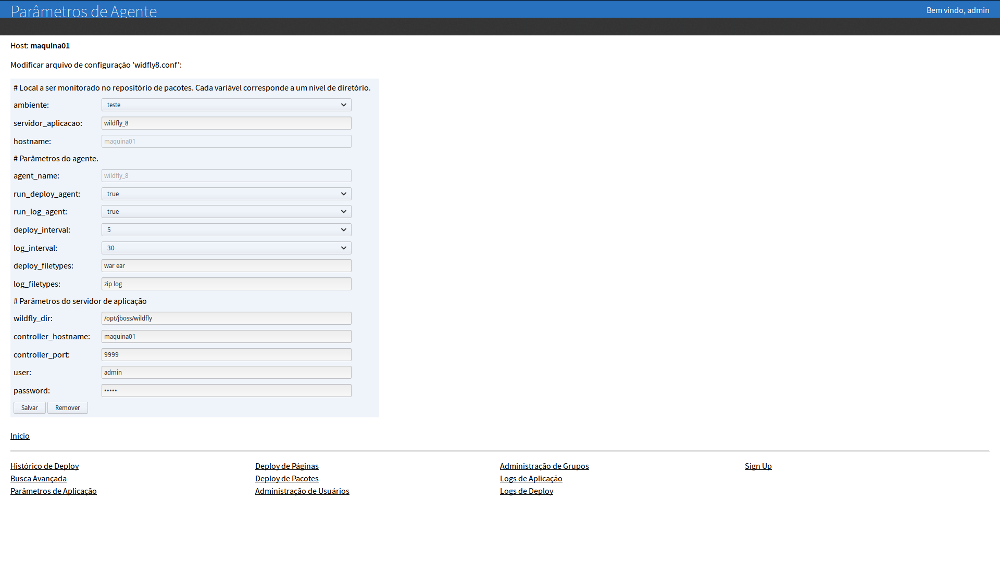 Parâmetros de Agente
Bem vindo, admin
Host: maquina01
Modificar arquivo de configuração 'widfly8.conf':
# Local a ser monitorado no repositório de pacotes. Cada variável corresponde a um nível de diretório.
ambiente: teste
servidor_aplicacao: wildfly_8
hostname: maquina01
# Parâmetros do agente.
agent_name: wildfly_8
run_deploy_agent: true
run_log_agent: true
deploy_interval: 5
log_interval: 30
deploy_filetypes: war ear
log_filetypes: zip log
# Parâmetros do servidor de aplicação
wildfly_dir: /opt/jboss/wildfly
controller_hostname: maquina01
controller_port: 9999
user: admin
password: •••••
Salvar Remover
Início
Histórico de Deploy
Busca Avançada
Parâmetros de Aplicação
Deploy de Páginas
Deploy de Pacotes
Administração de Usuários
Administração de Grupos
Logs de Aplicação
Logs de Deploy
Sign Up